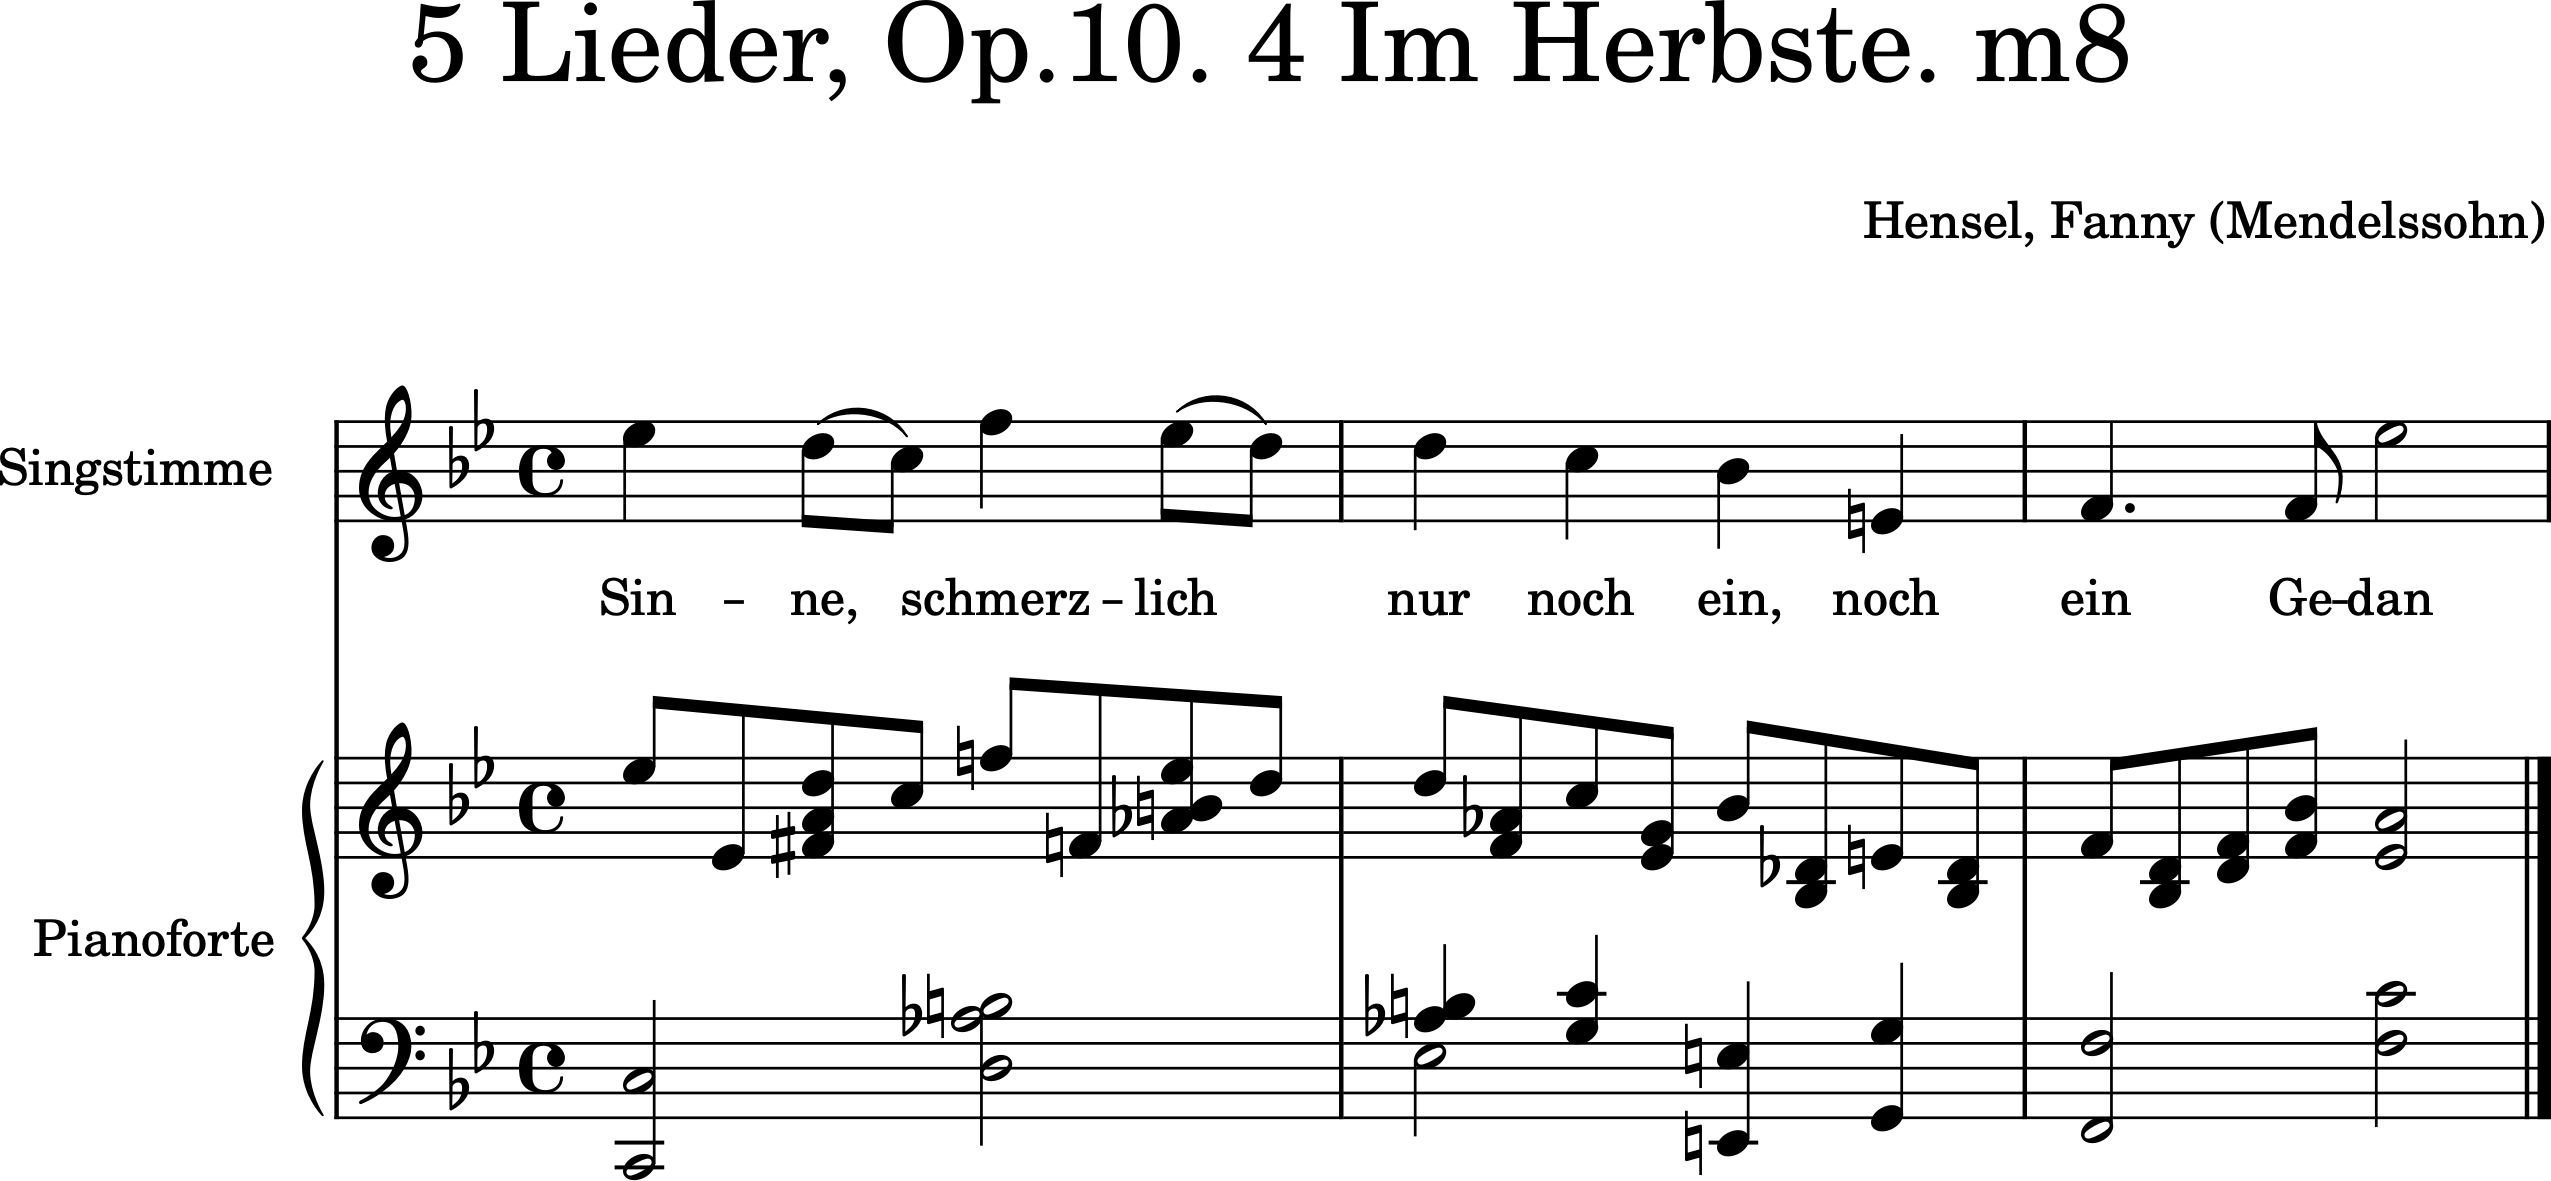 5 Lieder, Op.10. 4 Im Herbste. m8
Hensel, Fanny (Mendelssohn)
Singstimme
Sin - ne, schmerz - lich nur noch ein, noch ein Ge-dan
Pianoforte